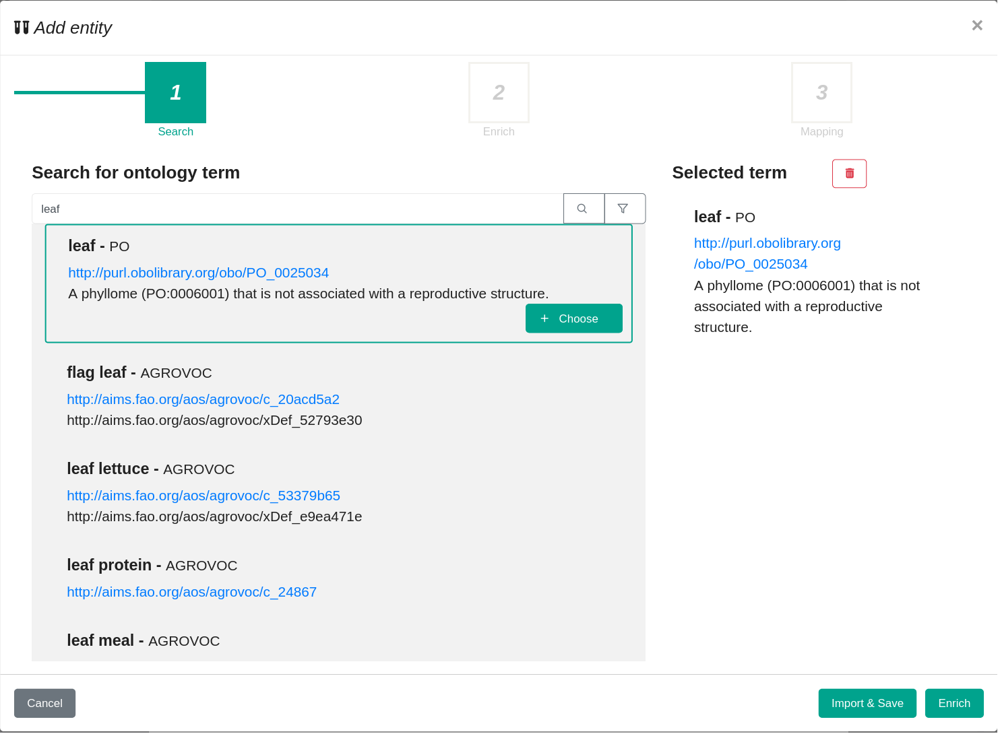 Add entity
×
1
2
3
Search
Enrich
Mapping
Search for ontology term
leaf
leaf - PO
http://purl.obolibrary.org/obo/PO_0025034
A phyllome (PO:0006001) that is not associated with a reproductive structure.
+ Choose
flag leaf - AGROVOC
http://aims.fao.org/aos/agrovoc/c_20acd5a2
http://aims.fao.org/aos/agrovoc/xDef_52793e30
leaf lettuce - AGROVOC
http://aims.fao.org/aos/agrovoc/c_53379b65
http://aims.fao.org/aos/agrovoc/xDef_e9ea471e
leaf protein - AGROVOC
http://aims.fao.org/aos/agrovoc/c_24867
leaf meal - AGROVOC
Selected term
leaf - PO
http://purl.obolibrary.org
/obo/PO_0025034
A phyllome (PO:0006001) that is not
associated with a reproductive
structure.
Cancel
Import & Save
Enrich